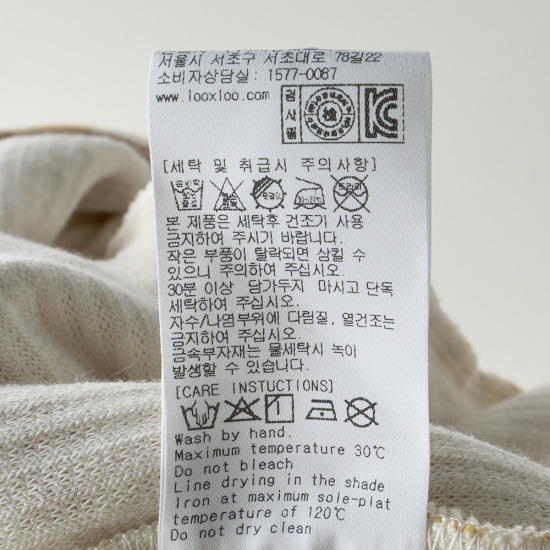 서울시 서초구 서초대로 78길22
소비자상담실: 1577-0087
www.looxloo.com
검사필
[세탁 및 취급시 주의사항]
본 제품은 세탁후 건조기 사용
금지하여 주시기 바랍니다.
작은 부품이 탈락되면 삼킬 수
있으니 주의하여 주십시오.
30분이상 담가두지 마시고 단독
세탁하여 주십시오.
자수/나염부위에 다림질, 열건조는
금지하여 주십시오.
금속부자재는 물세탁시 녹이
발생할 수 있습니다.
[CARE INSTUCTIONS]
Wash by hand.
Maximum temperature 30℃
Do not bleach
Line drying in the shade
Iron at maximum sole-plat
temperature of 120℃
Do not dry clean